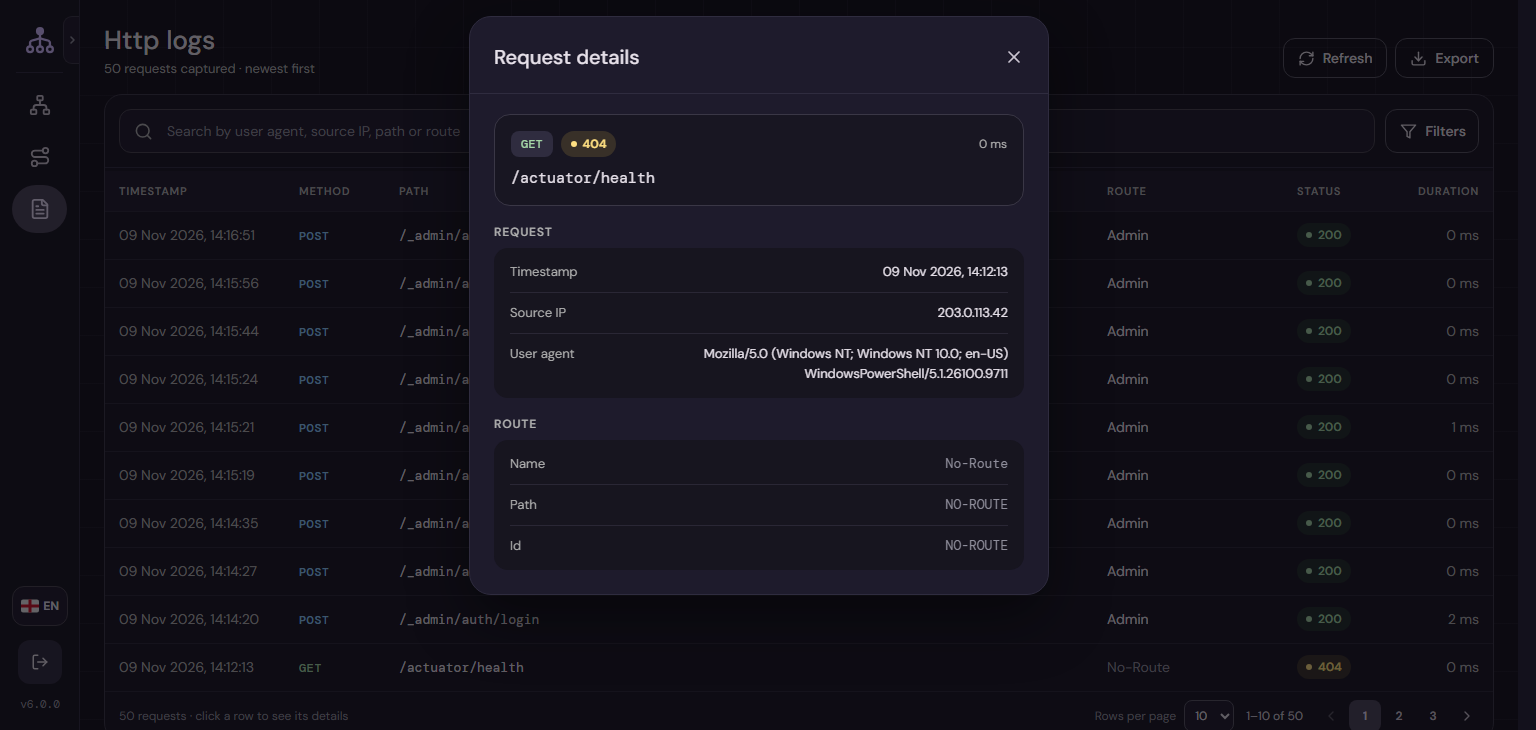 Http logs
50 requests captured · newest first
Refresh
Export
Search by user agent, source IP, path or route
Filters
TIMESTAMP METHOD PATH ROUTE STATUS DURATION
09 Nov 2026, 14:16:51 POST /_admin/a Admin 200 0 ms
09 Nov 2026, 14:15:56 POST /_admin/a Admin 200 0 ms
09 Nov 2026, 14:15:44 POST /_admin/a Admin 200 0 ms
09 Nov 2026, 14:15:24 POST /_admin/a Admin 200 0 ms
09 Nov 2026, 14:15:21 POST /_admin/a Admin 200 1 ms
09 Nov 2026, 14:15:19 POST /_admin/a Admin 200 0 ms
09 Nov 2026, 14:14:35 POST /_admin/a Admin 200 0 ms
09 Nov 2026, 14:14:27 POST /_admin/a Admin 200 0 ms
09 Nov 2026, 14:14:20 POST /_admin/auth/login Admin 200 2 ms
09 Nov 2026, 14:12:13 GET /actuator/health No-Route 404 0 ms
50 requests · click a row to see its details
Rows per page 10 1–10 of 50 1 2 3
EN
v6.0.0
Request details
GET 404 0 ms
/actuator/health
REQUEST
Timestamp 09 Nov 2026, 14:12:13
Source IP 203.0.113.42
User agent Mozilla/5.0 (Windows NT; Windows NT 10.0; en-US)
WindowsPowerShell/5.1.26100.9711
ROUTE
Name No-Route
Path NO-ROUTE
Id NO-ROUTE